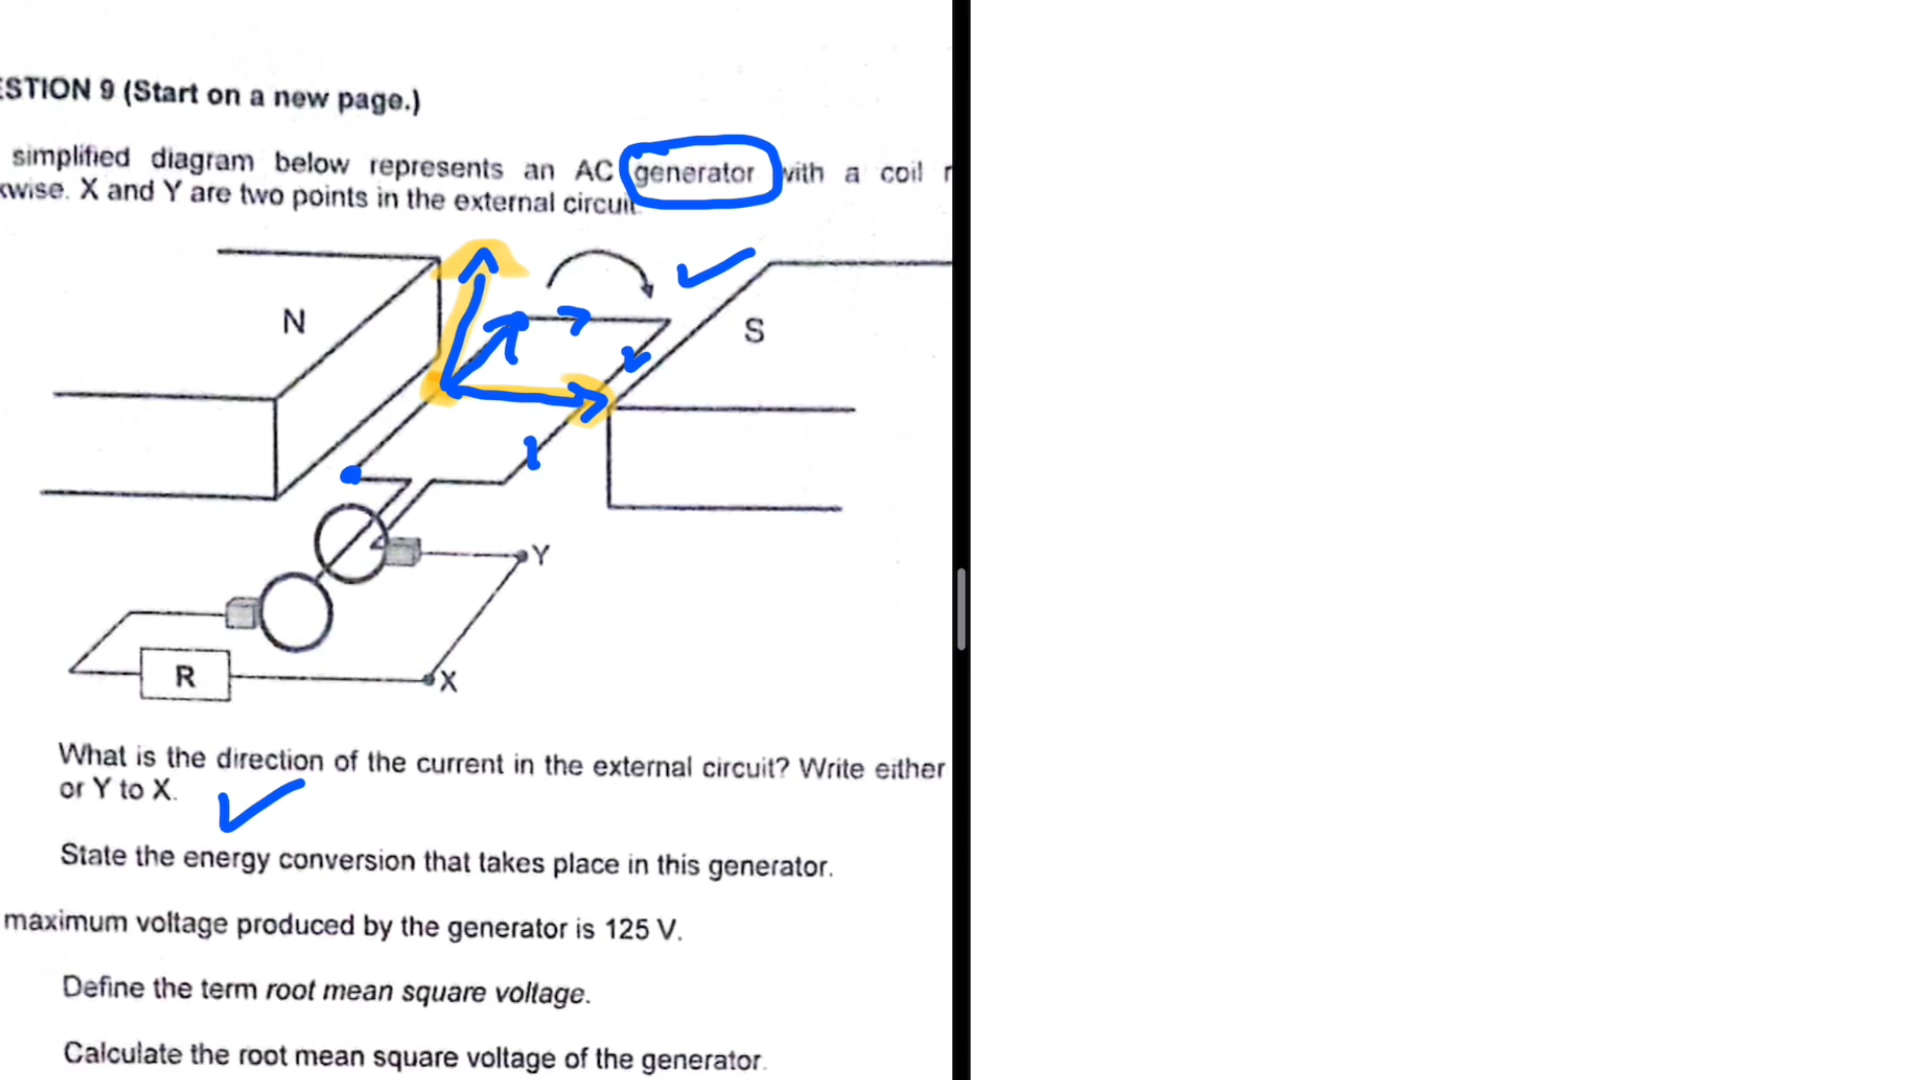 ESTION 9 (Start on a new page.)
simplified diagram below represents an AC generator with a coil r
kwise. X and Y are two points in the external circuit.
N
S
Y
R
X
What is the direction of the current in the external circuit? Write either
or Y to X.
State the energy conversion that takes place in this generator.
maximum voltage produced by the generator is 125 V.
Define the term root mean square voltage.
Calculate the root mean square voltage of the generator.